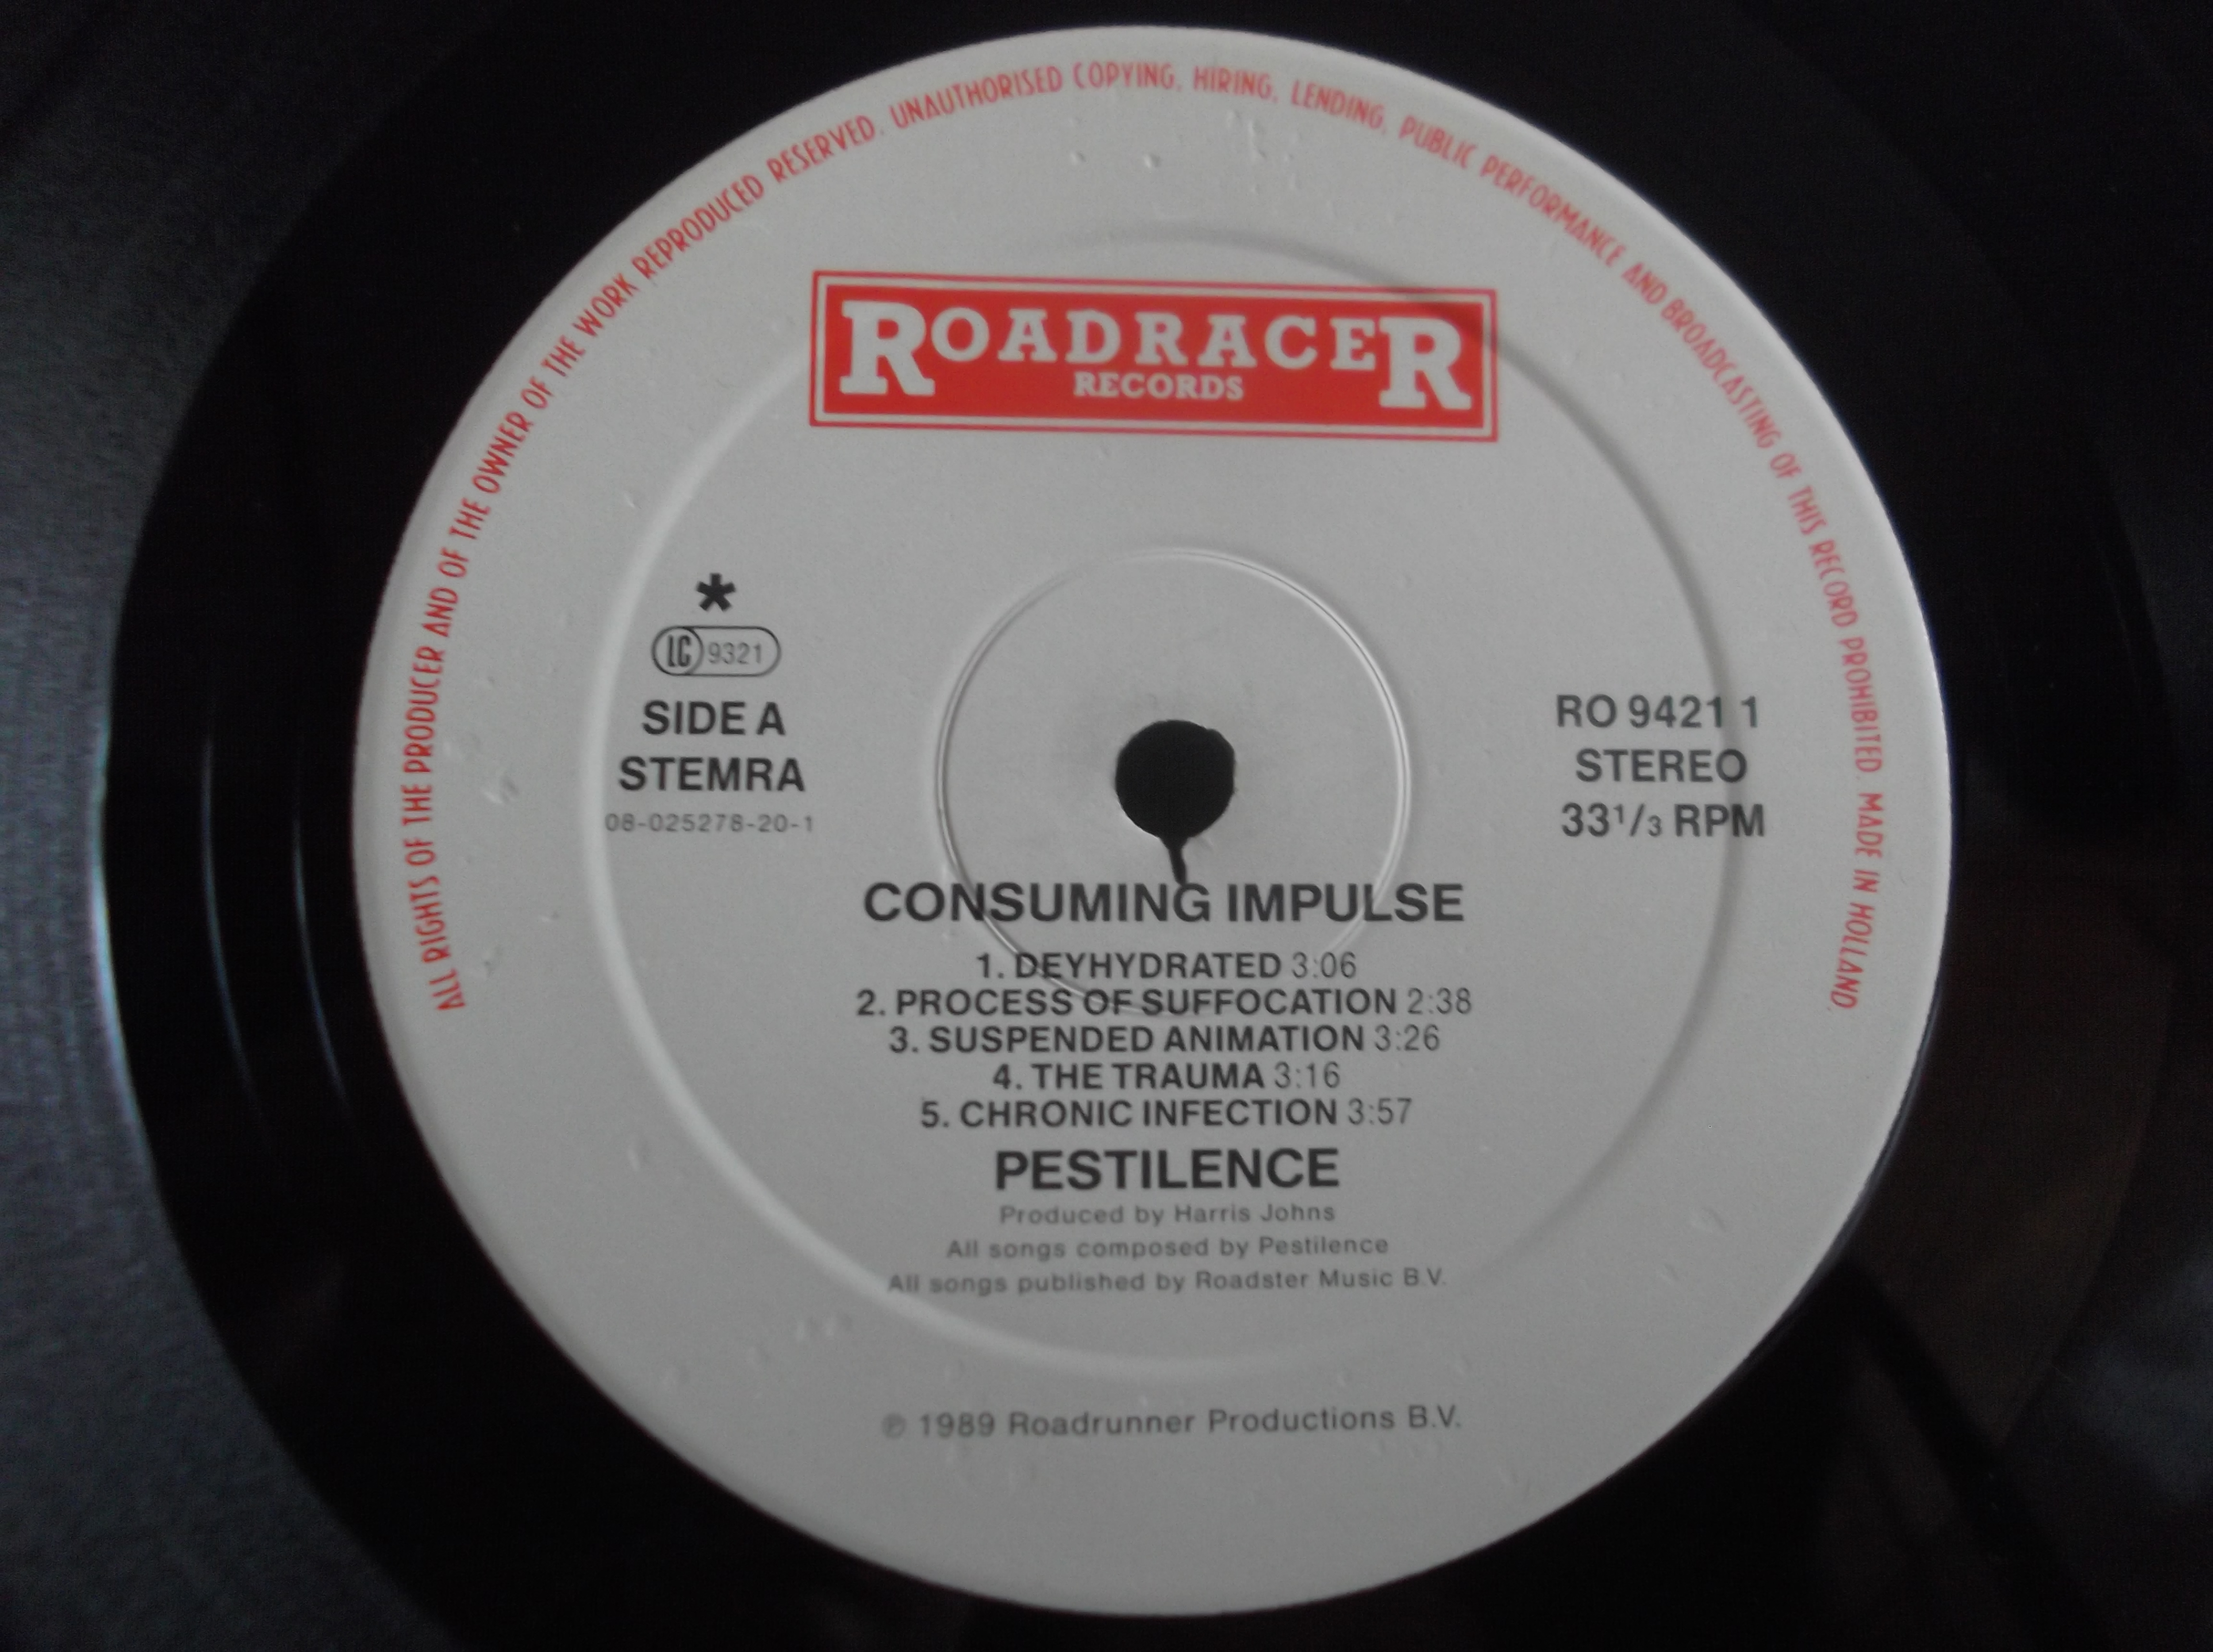 ALL RIGHTS OF THE PRODUCER AND OF THE OWNER OF THE WORK REPRODUCED RESERVED. UNAUTHORISED COPYING, HIRING, LENDING, PUBLIC PERFORMANCE AND BROADCASTING OF THIS RECORD PROHIBITED. MADE IN HOLLAND
ROADRACER
RECORDS
*
LC 9321
SIDE A
STEMRA
08-025278-20-1
RO 9421 1
STEREO
33 1/3 RPM
CONSUMING IMPULSE
1. DEYHYDRATED 3:06
2. PROCESS OF SUFFOCATION 2:38
3. SUSPENDED ANIMATION 3:26
4. THE TRAUMA 3:16
5. CHRONIC INFECTION 3:57
PESTILENCE
Produced by Harris Johns
All songs composed by Pestilence
All songs published by Roadster Music B.V.
℗ 1989 Roadrunner Productions B.V.